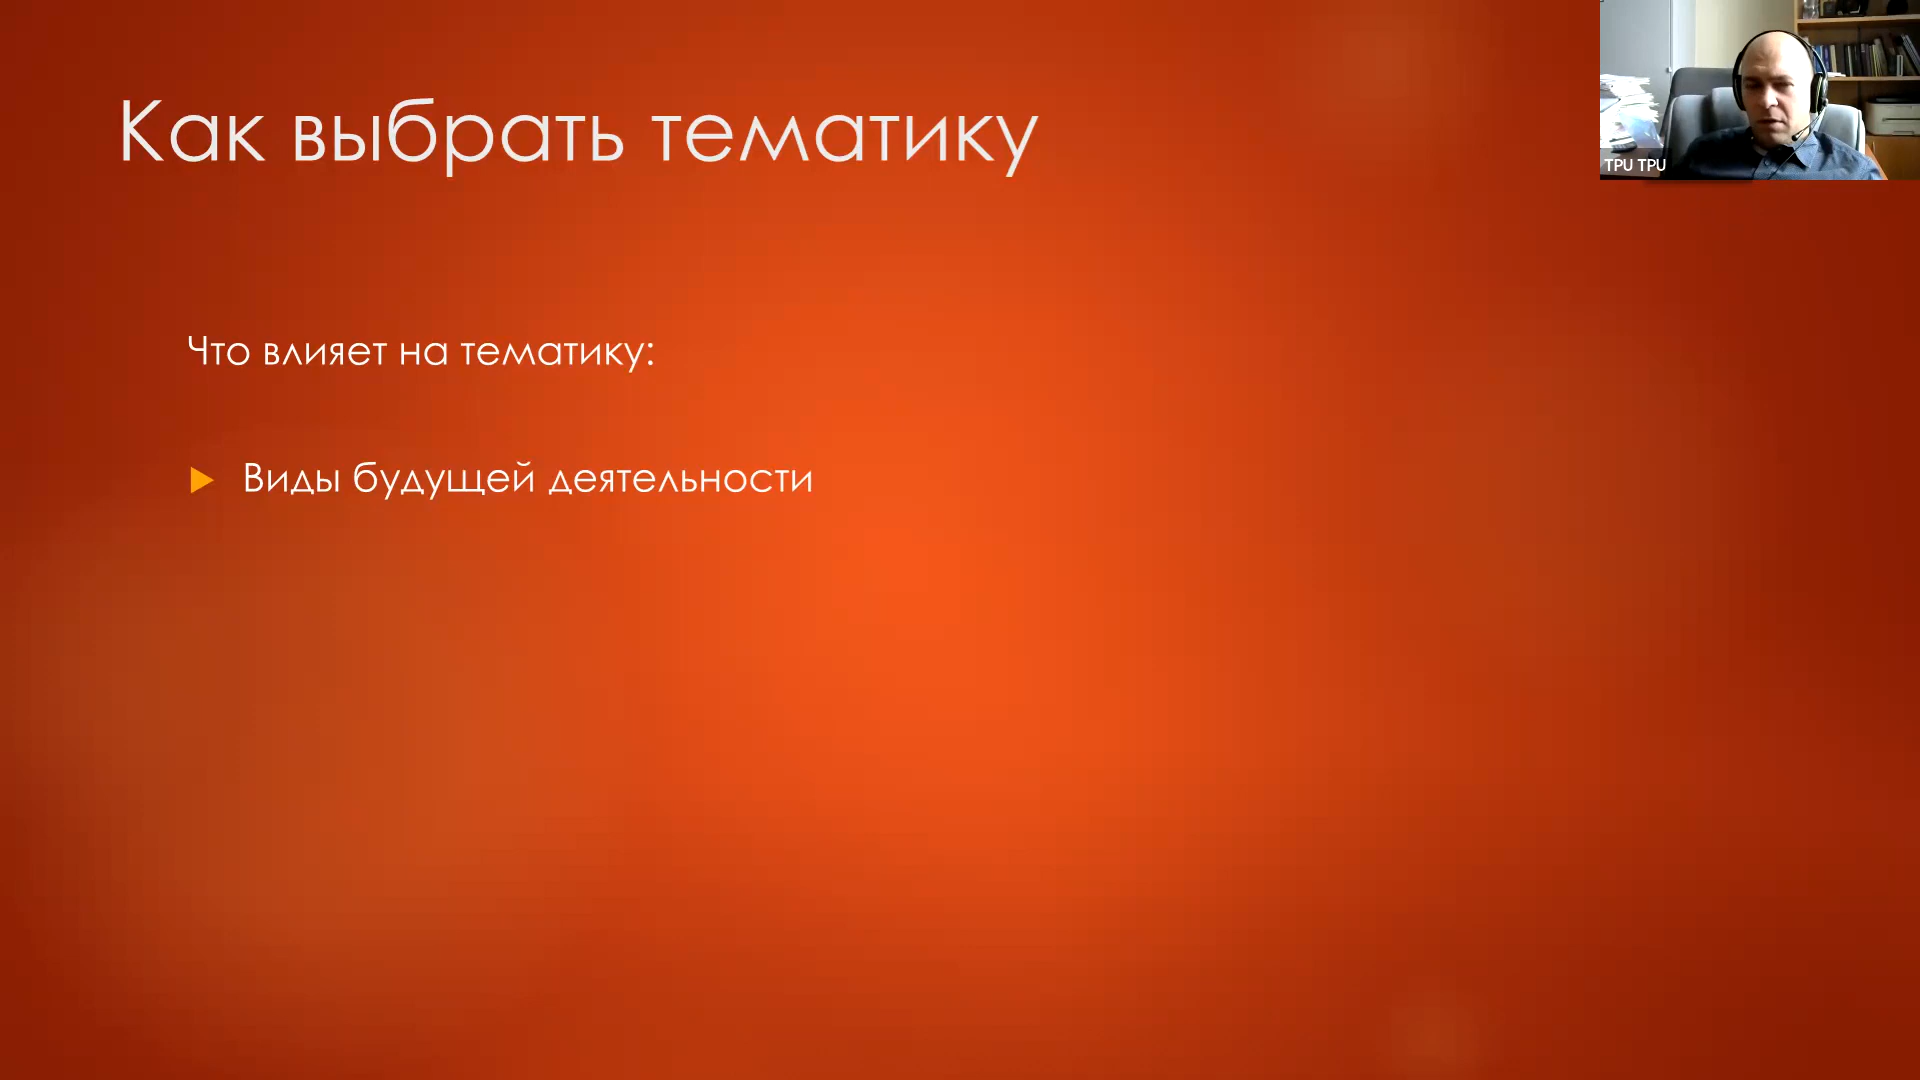 Как выбрать тематику
TPU TPU
Что влияет на тематику:
Виды будущей деятельности